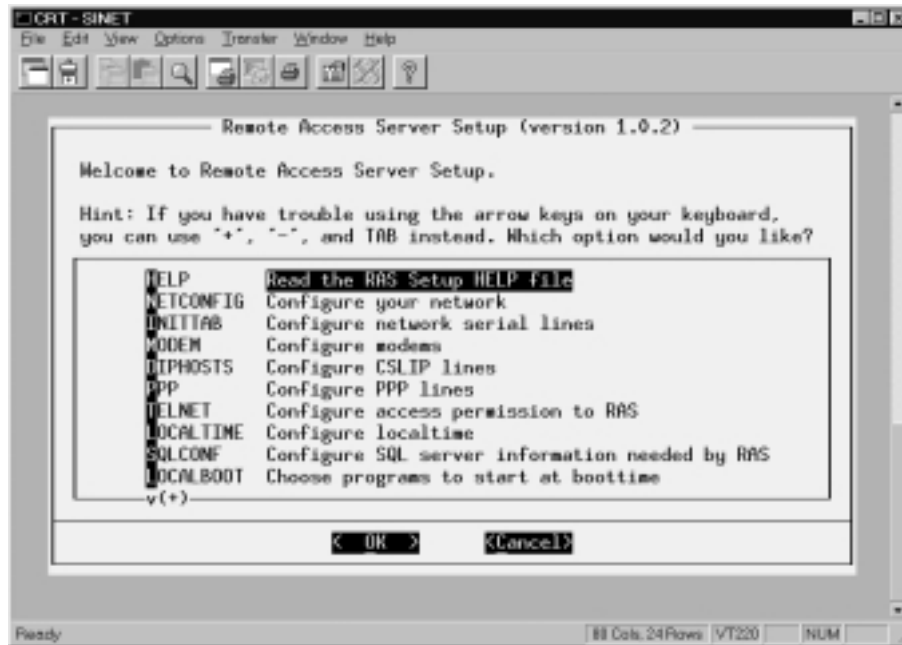 CRT - SINET
File Edit View Options Transfer Window Help
Remote Access Server Setup (version 1.0.2)
Welcome to Remote Access Server Setup.
Hint: If you have trouble using the arrow keys on your keyboard,
you can use "+", "-", and TAB instead. Which option would you like?
HELP Read the RAS Setup HELP file
NETCONFIG Configure your network
INITTAB Configure network serial lines
MODEM Configure modems
DIPHOSTS Configure CSLIP lines
PPP Configure PPP lines
TELNET Configure access permission to RAS
LOCALTIME Configure localtime
SQLCONF Configure SQL server information needed by RAS
LOCALBOOT Choose programs to start at boottime
v(+)
< OK > <Cancel>
Ready 80 Cols, 24 Rows VT220 NUM